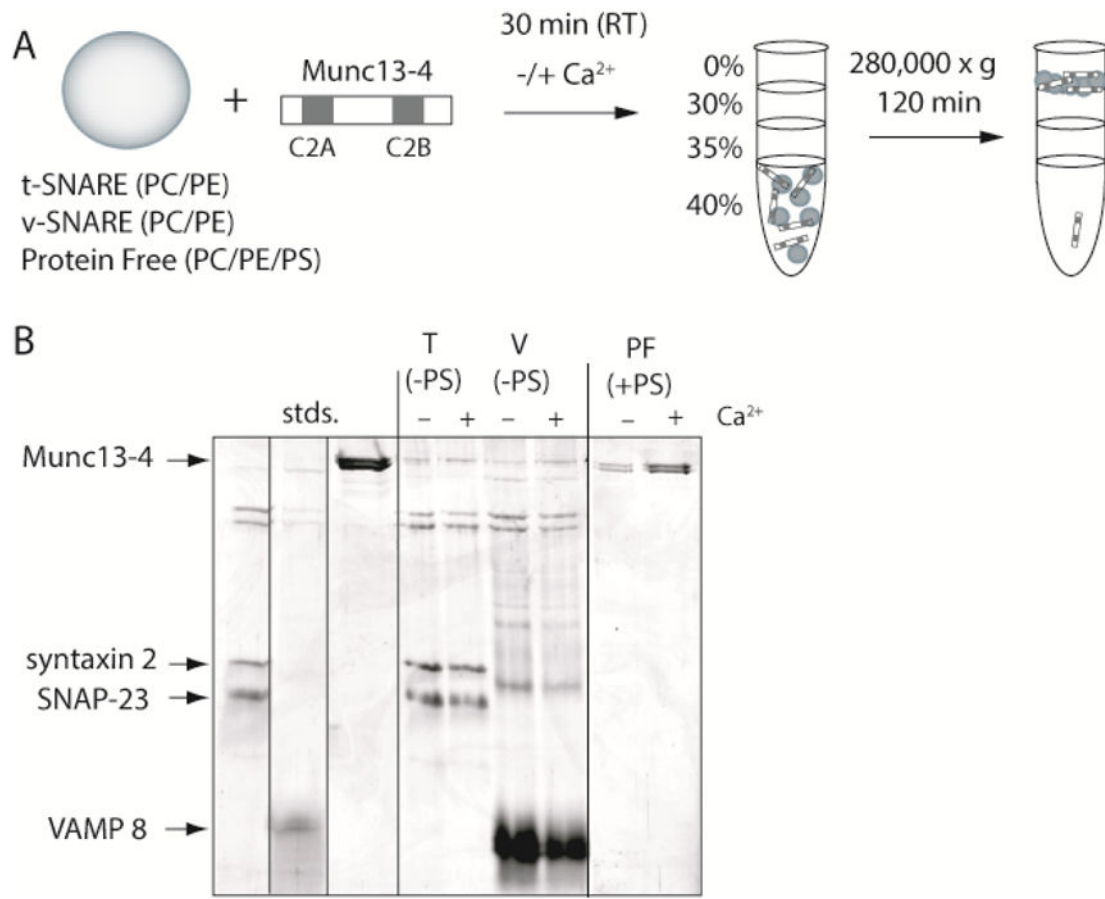 A
30 min (RT)
-/+ Ca²⁺
Munc13-4
+
C2A C2B
t-SNARE (PC/PE)
v-SNARE (PC/PE)
Protein Free (PC/PE/PS)
0%
30%
35%
40%
280,000 x g
120 min
B
T V PF
(-PS) (-PS) (+PS)
stds. – + – + – + Ca²⁺
Munc13-4
syntaxin 2
SNAP-23
VAMP 8